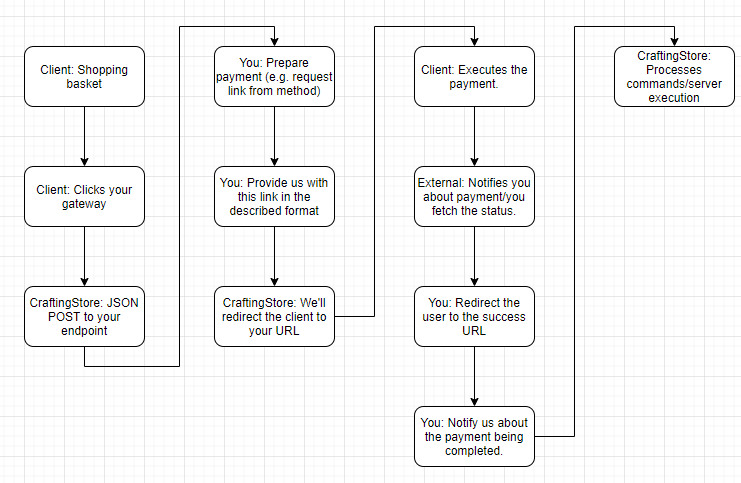 Client: Shopping
basket
Client: Clicks your
gateway
CraftingStore: JSON
POST to your
endpoint
You: Prepare
payment (e.g. request
link from method)
You: Provide us with
this link in the
described format
CraftingStore: We'll
redirect the client to
your URL
Client: Executes the
payment.
External: Notifies you
about payment/you
fetch the status.
You: Redirect the
user to the success
URL
You: Notify us about
the payment being
completed.
CraftingStore:
Processes
commands/server
execution